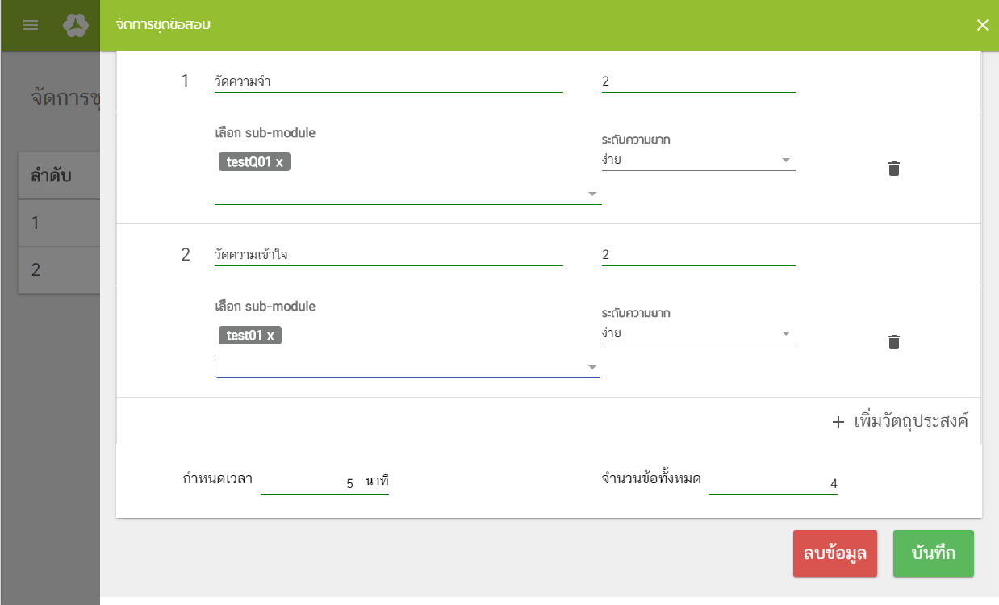 จัดการชุดข้อสอบ
จัดการชุ
ลำดับ
1
2
1 วัดความจำ 2
เลือก sub-module
ระดับความยาก
testQ01 x
ง่าย
2 วัดความเข้าใจ 2
เลือก sub-module
ระดับความยาก
test01 x
ง่าย
+ เพิ่มวัตถุประสงค์
กำหนดเวลา 5 นาที
จำนวนข้อทั้งหมด 4
ลบข้อมูล
บันทึก